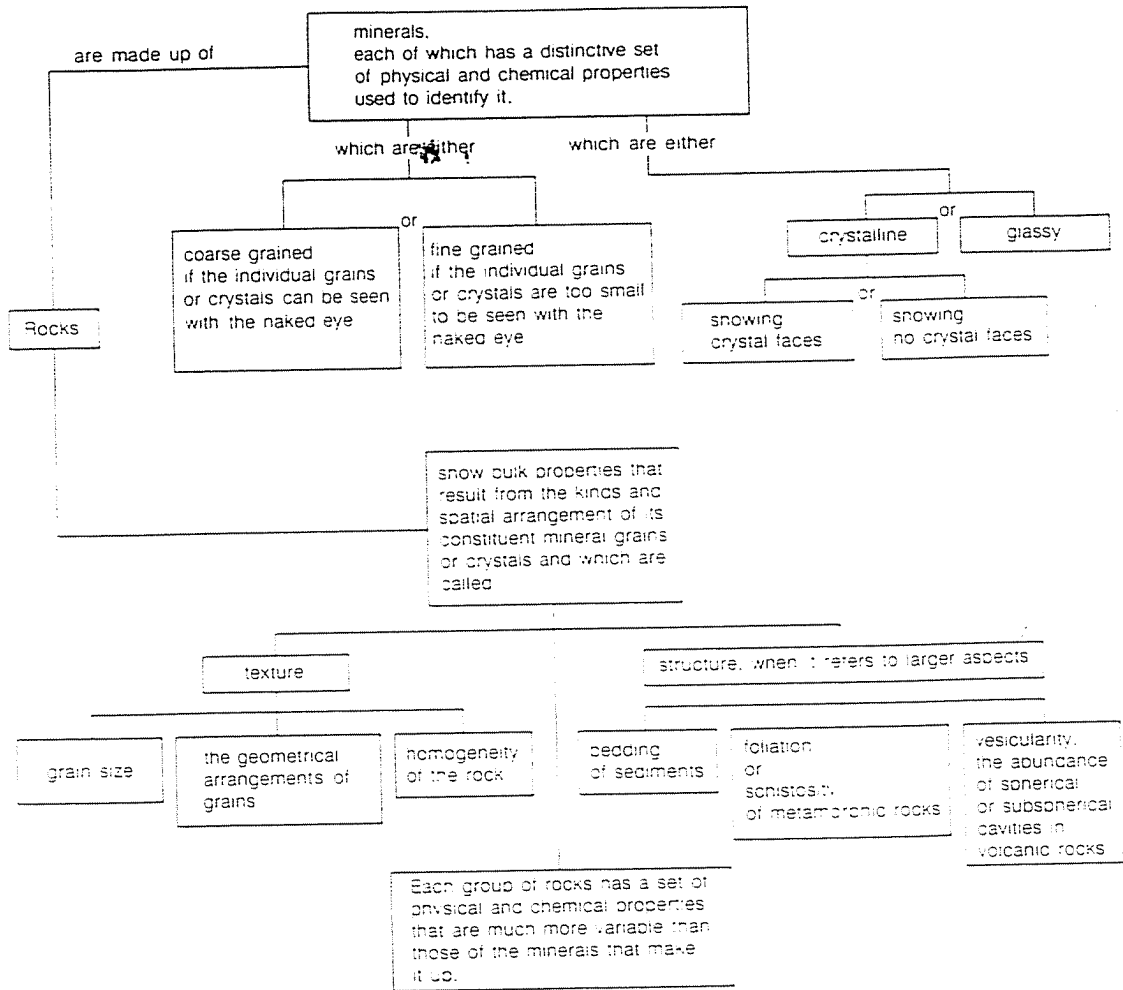 minerals,
each of which has a distinctive set
of physical and chemical properties
used to identify it.
are made up of
which are either
which are either
or
or
coarse grained
if the individual grains
or crystals can be seen
with the naked eye
fine grained
if the individual grains
or crystals are too small
to be seen with the
naked eye
crystalline
glassy
or
showing
crystal faces
showing
no crystal faces
Rocks
show bulk properties that
result from the kinds and
spatial arrangement of its
constituent mineral grains
or crystals and which are
called
texture
structure, when it refers to larger aspects
grain size
the geometrical
arrangements of
grains
homogeneity
of the rock
bedding
of sediments
foliation
or
schistosity
of metamorphic rocks
vesicularity,
the abundance
of spherical
or subspherical
cavities in
volcanic rocks
Each group of rocks has a set of
physical and chemical properties
that are much more variable than
those of the minerals that make
it up.